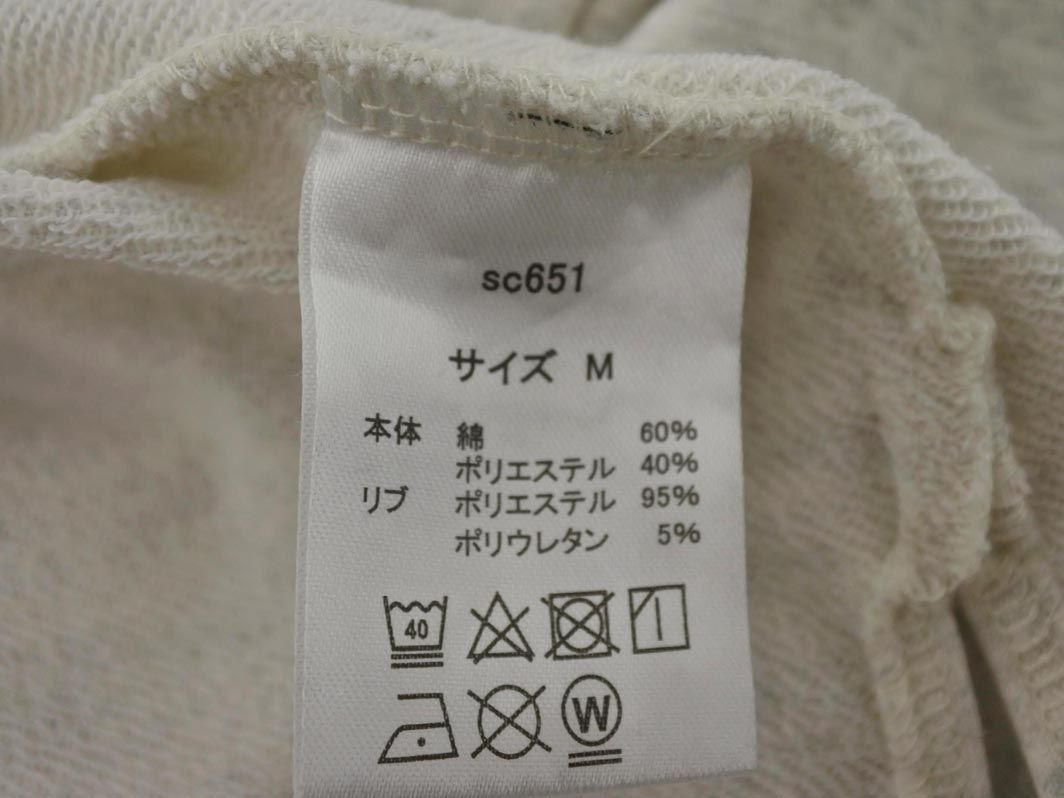 sc651
サイズ M
本体 綿 60%
ポリエステル 40%
リブ ポリエステル 95%
ポリウレタン 5%
40
W